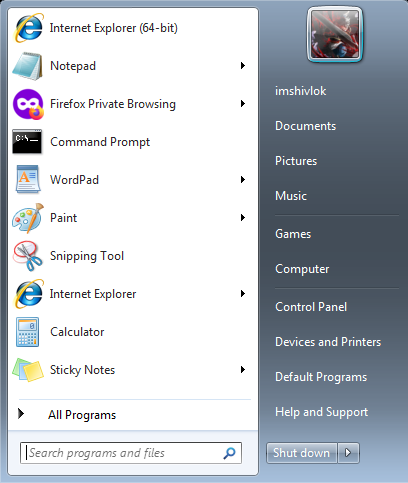 Internet Explorer (64-bit)
Notepad
Firefox Private Browsing
Command Prompt
WordPad
Paint
Snipping Tool
Internet Explorer
Calculator
Sticky Notes
All Programs
Search programs and files
imshivlok
Documents
Pictures
Music
Games
Computer
Control Panel
Devices and Printers
Default Programs
Help and Support
Shut down